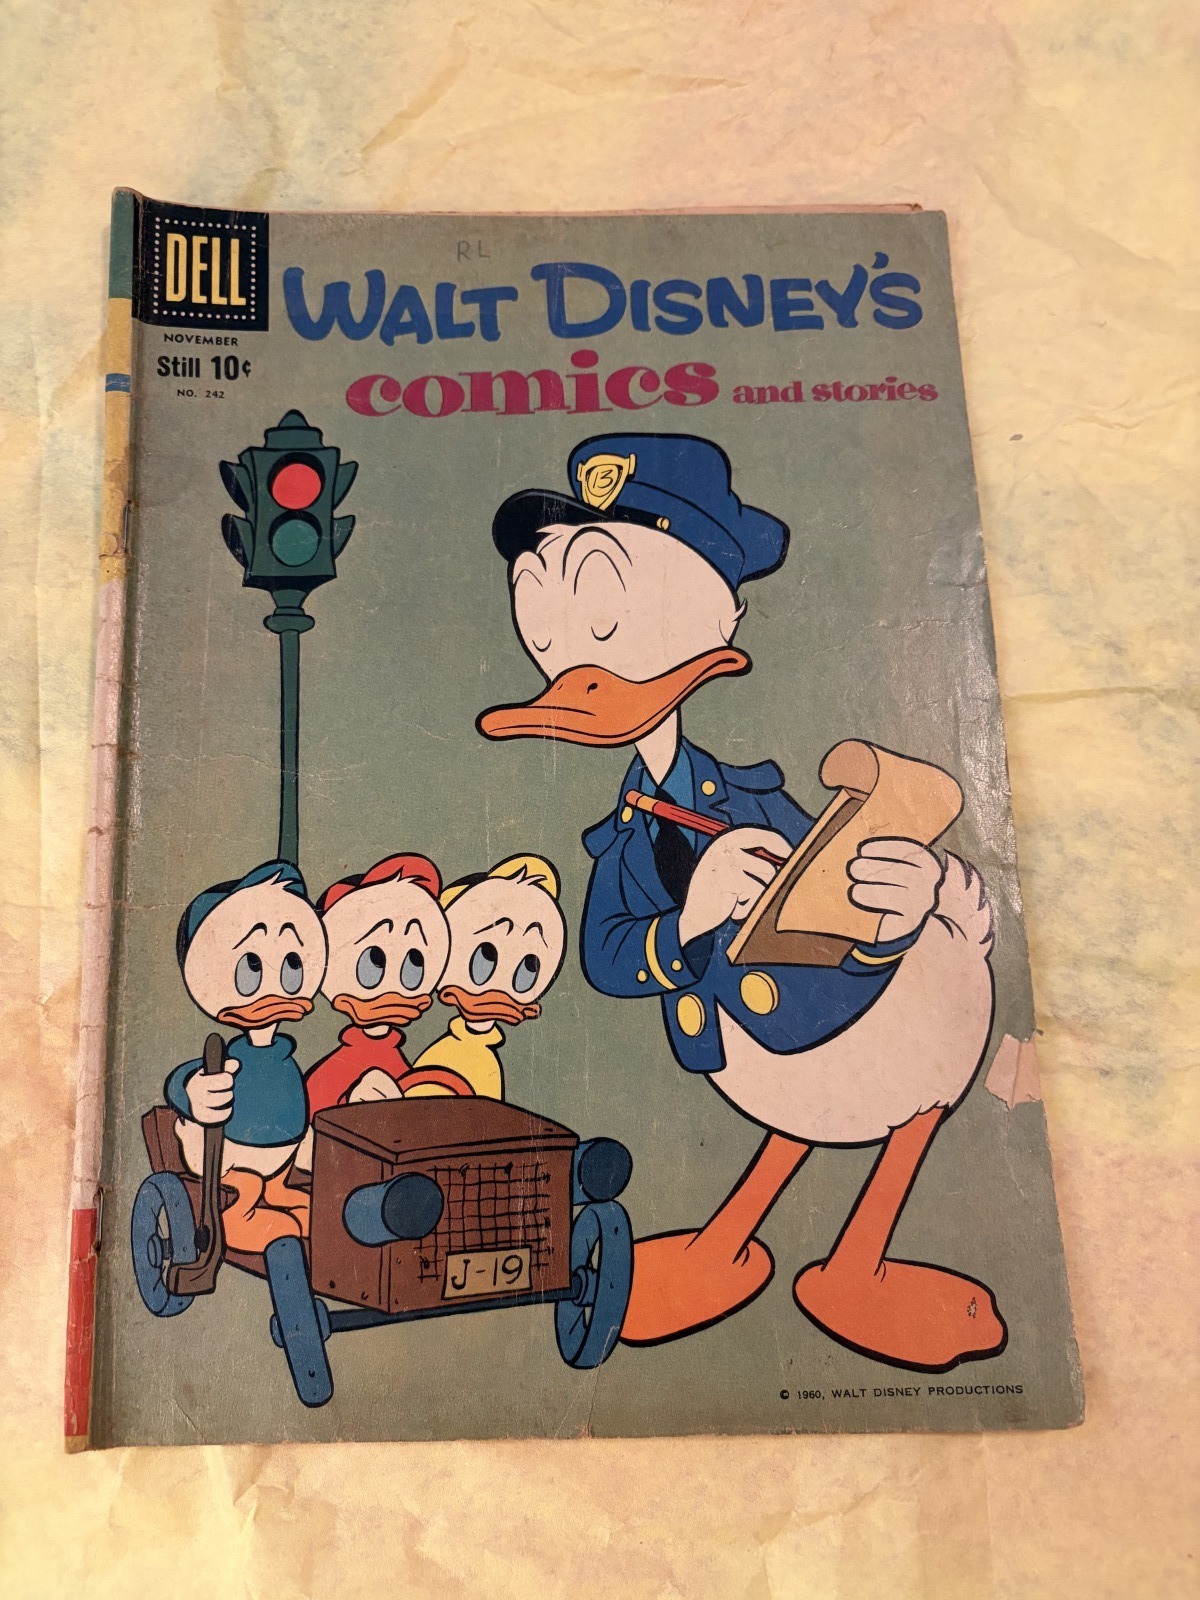 RL
DELL
WALT DISNEY'S
NOVEMBER
Still 10¢
NO. 242
comics and stories
13
J-19
© 1960, WALT DISNEY PRODUCTIONS